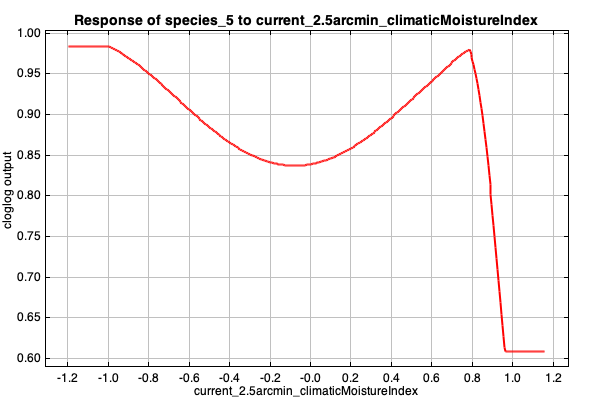 Response of species_5 to current_2.5arcmin_climaticMoistureIndex
1.00
0.95
0.90
0.85
0.80
0.75
0.70
0.65
0.60
cloglog output
-1.2 -1.0 -0.8 -0.6 -0.4 -0.2 -0.0 0.2 0.4 0.6 0.8 1.0 1.2
current_2.5arcmin_climaticMoistureIndex